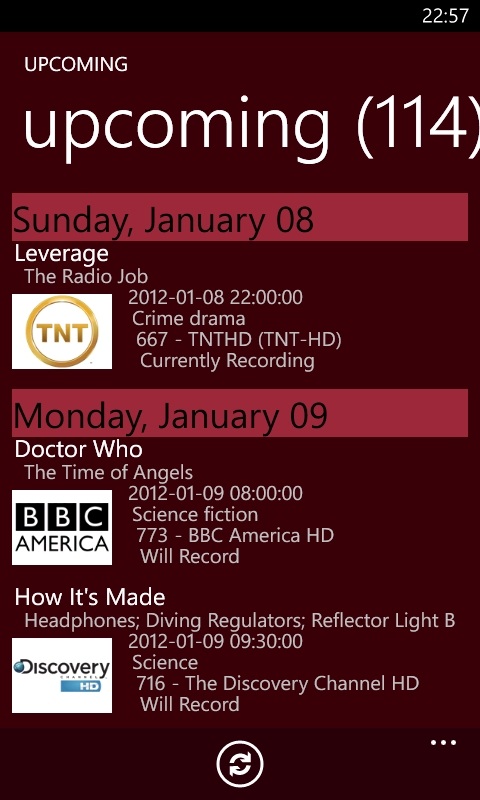 22:57
UPCOMING
upcoming (114)
Sunday, January 08
Leverage
The Radio Job
2012-01-08 22:00:00
Crime drama
TNT
667 - TNTHD (TNT-HD)
Currently Recording
Monday, January 09
Doctor Who
The Time of Angels
2012-01-09 08:00:00
Science fiction
BBC
AMERICA
773 - BBC America HD
Will Record
How It's Made
Headphones; Diving Regulators; Reflector Light B
2012-01-09 09:30:00
Science
Discovery
CHANNEL
HD
716 - The Discovery Channel HD
Will Record
...